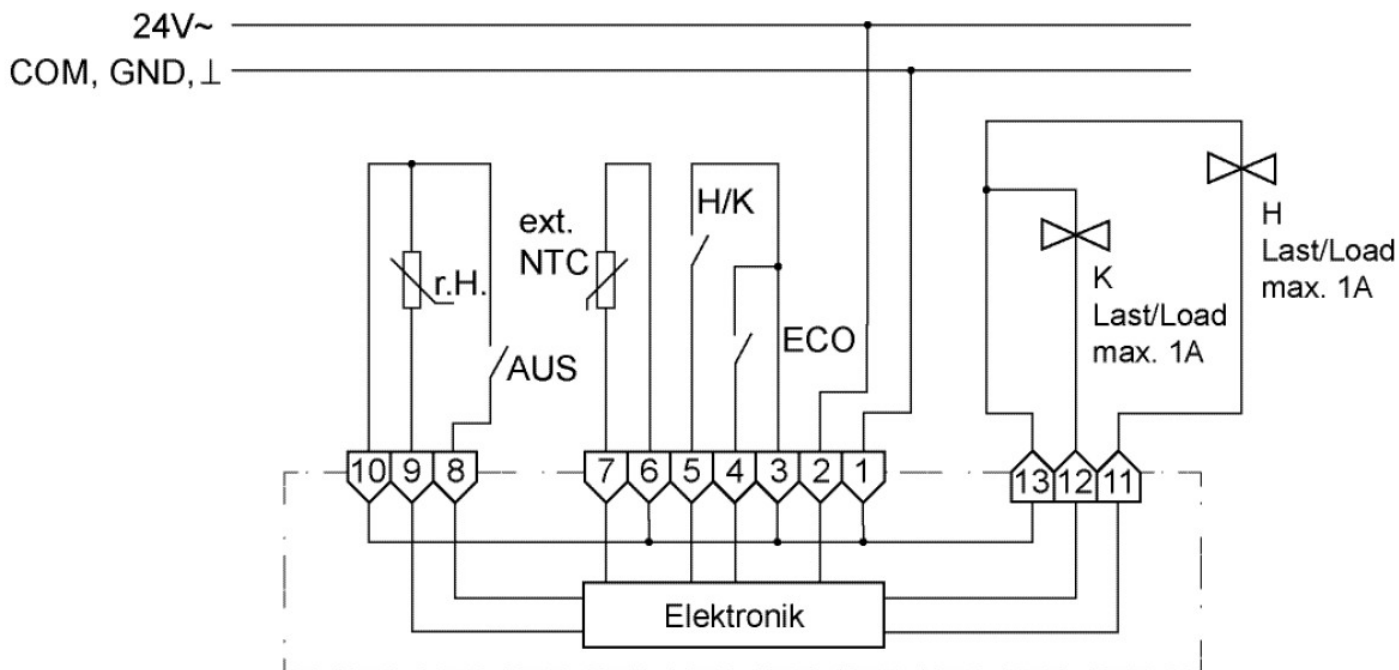 24V~
COM, GND, ⊥
H/K
ext.
NTC
r.H.
ECO
AUS
H
Last/Load
max. 1A
K
Last/Load
max. 1A
10 9 8 7 6 5 4 3 2 1 13 12 11
Elektronik